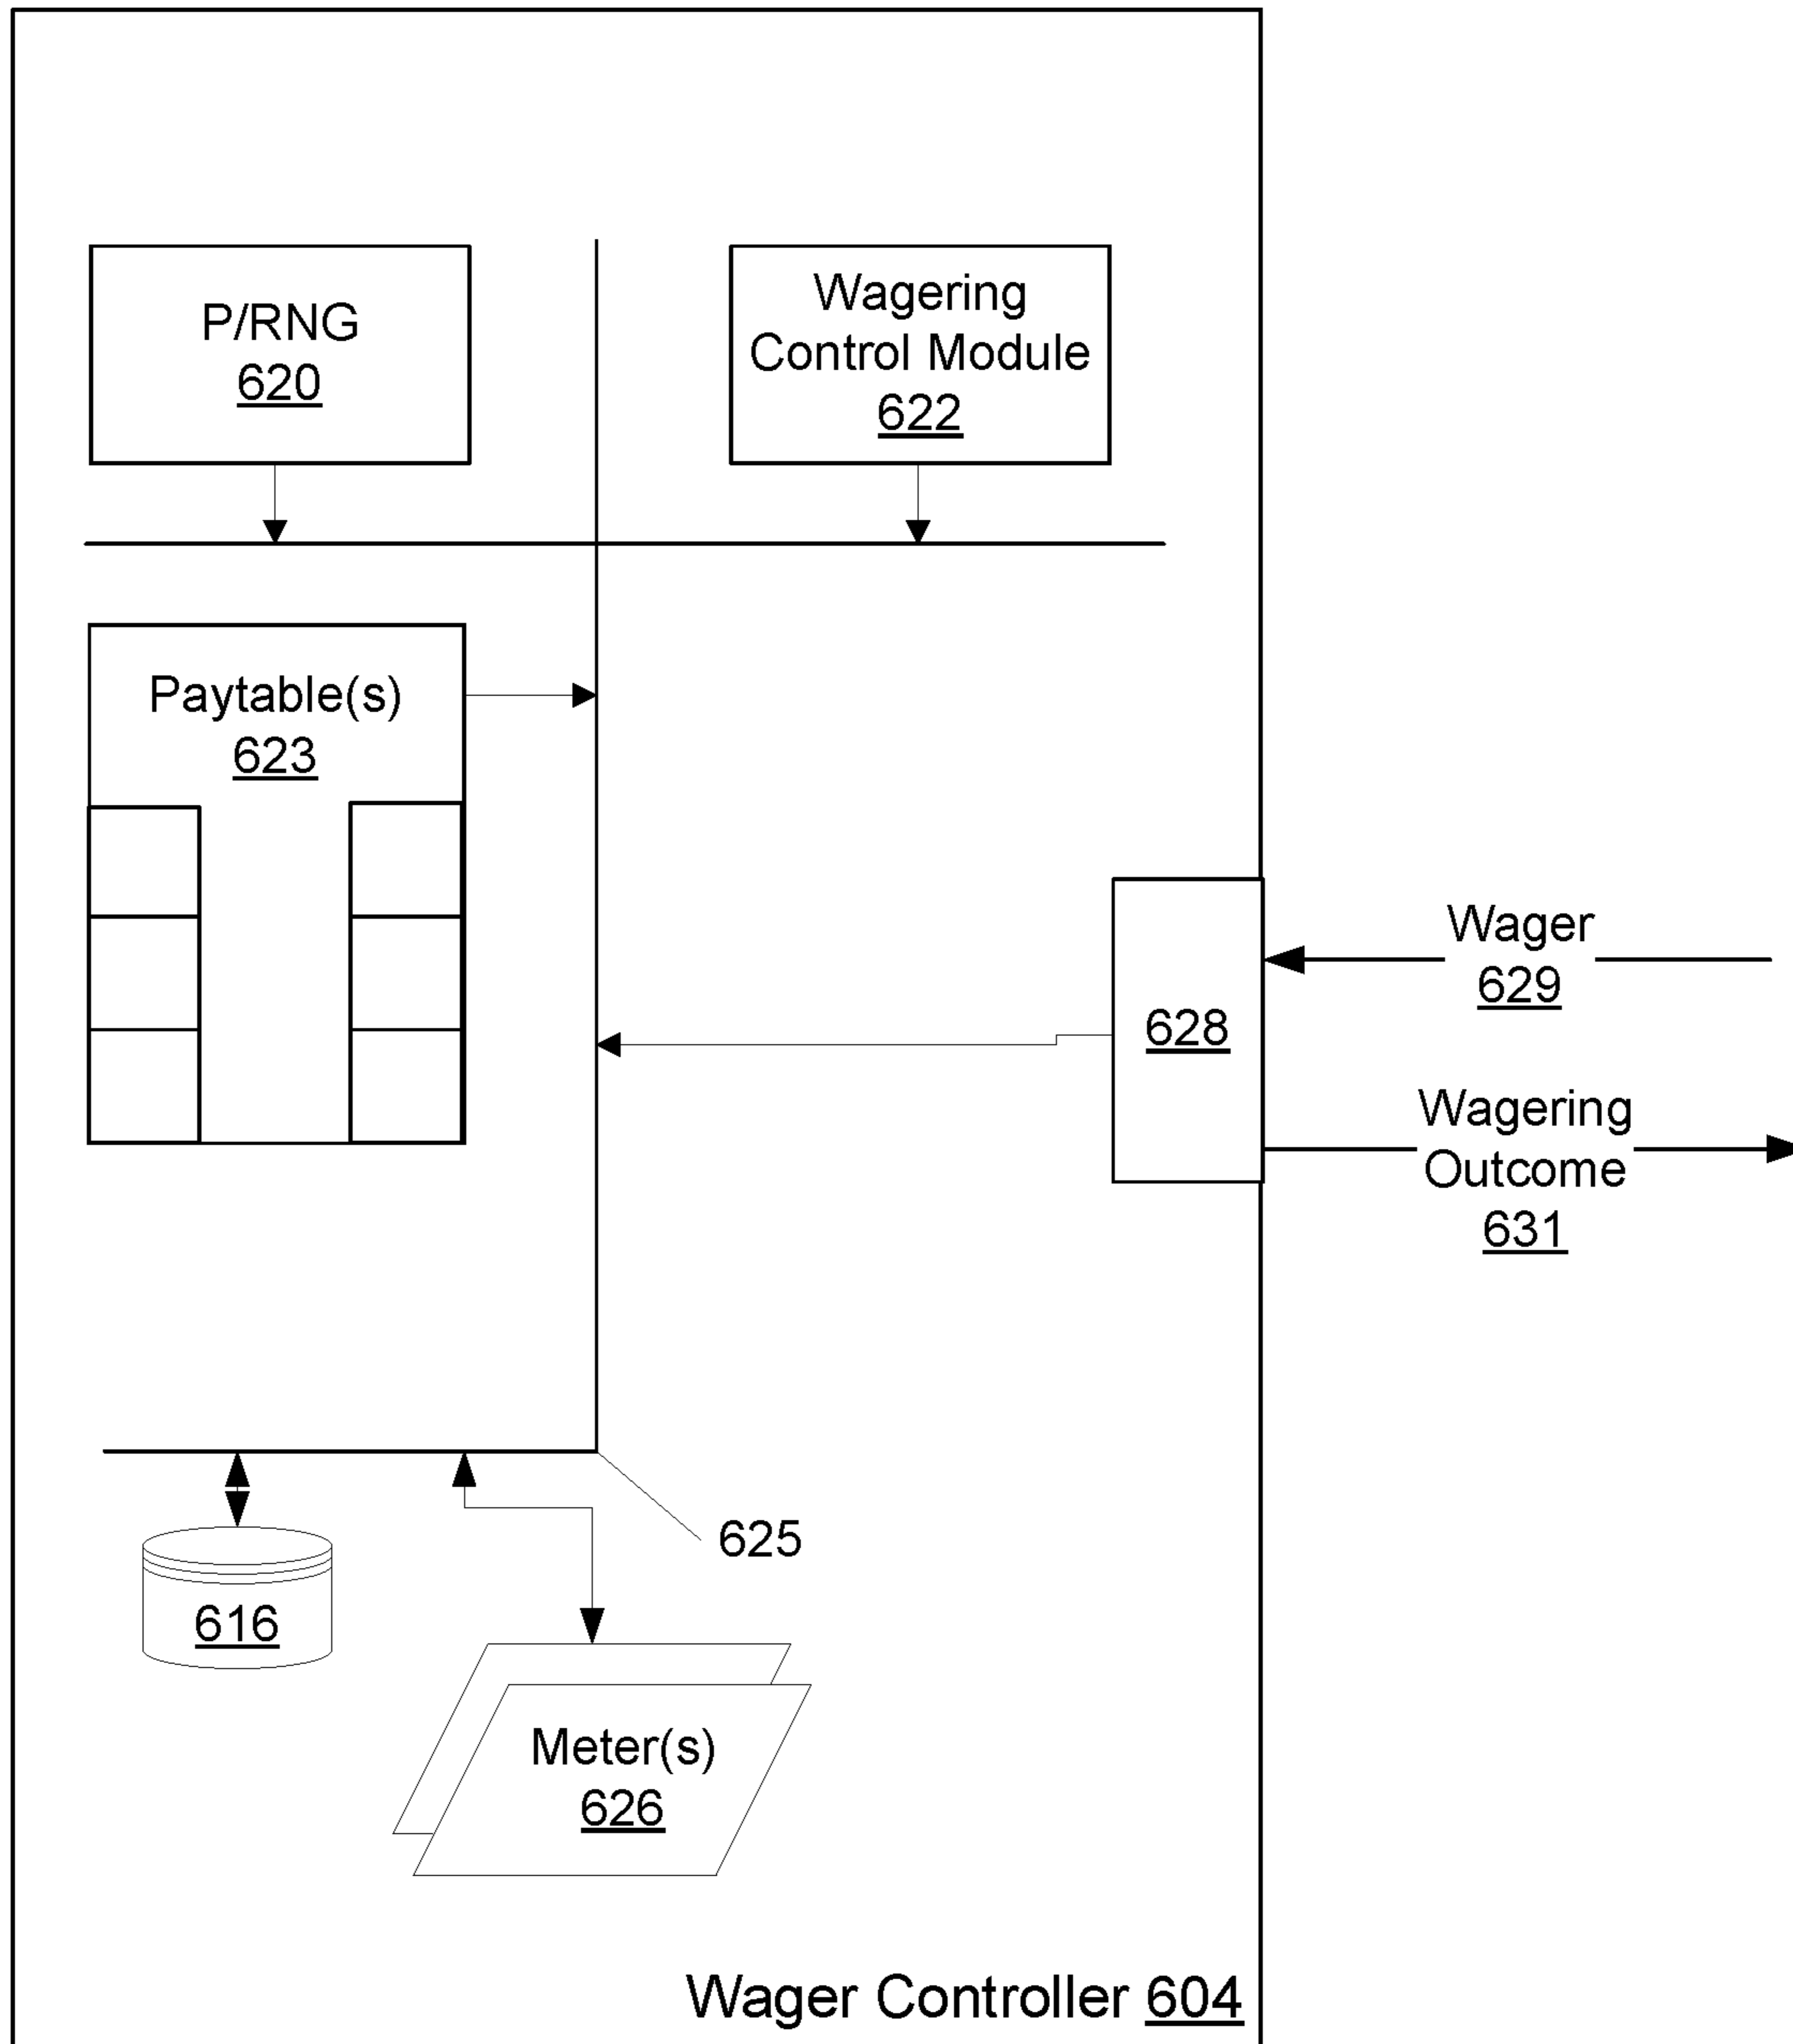 P/RNG
620
Wagering
Control Module
622
Paytable(s)
623
Wager
629
628
Wagering
Outcome
631
625
616
Meter(s)
626
Wager Controller 604